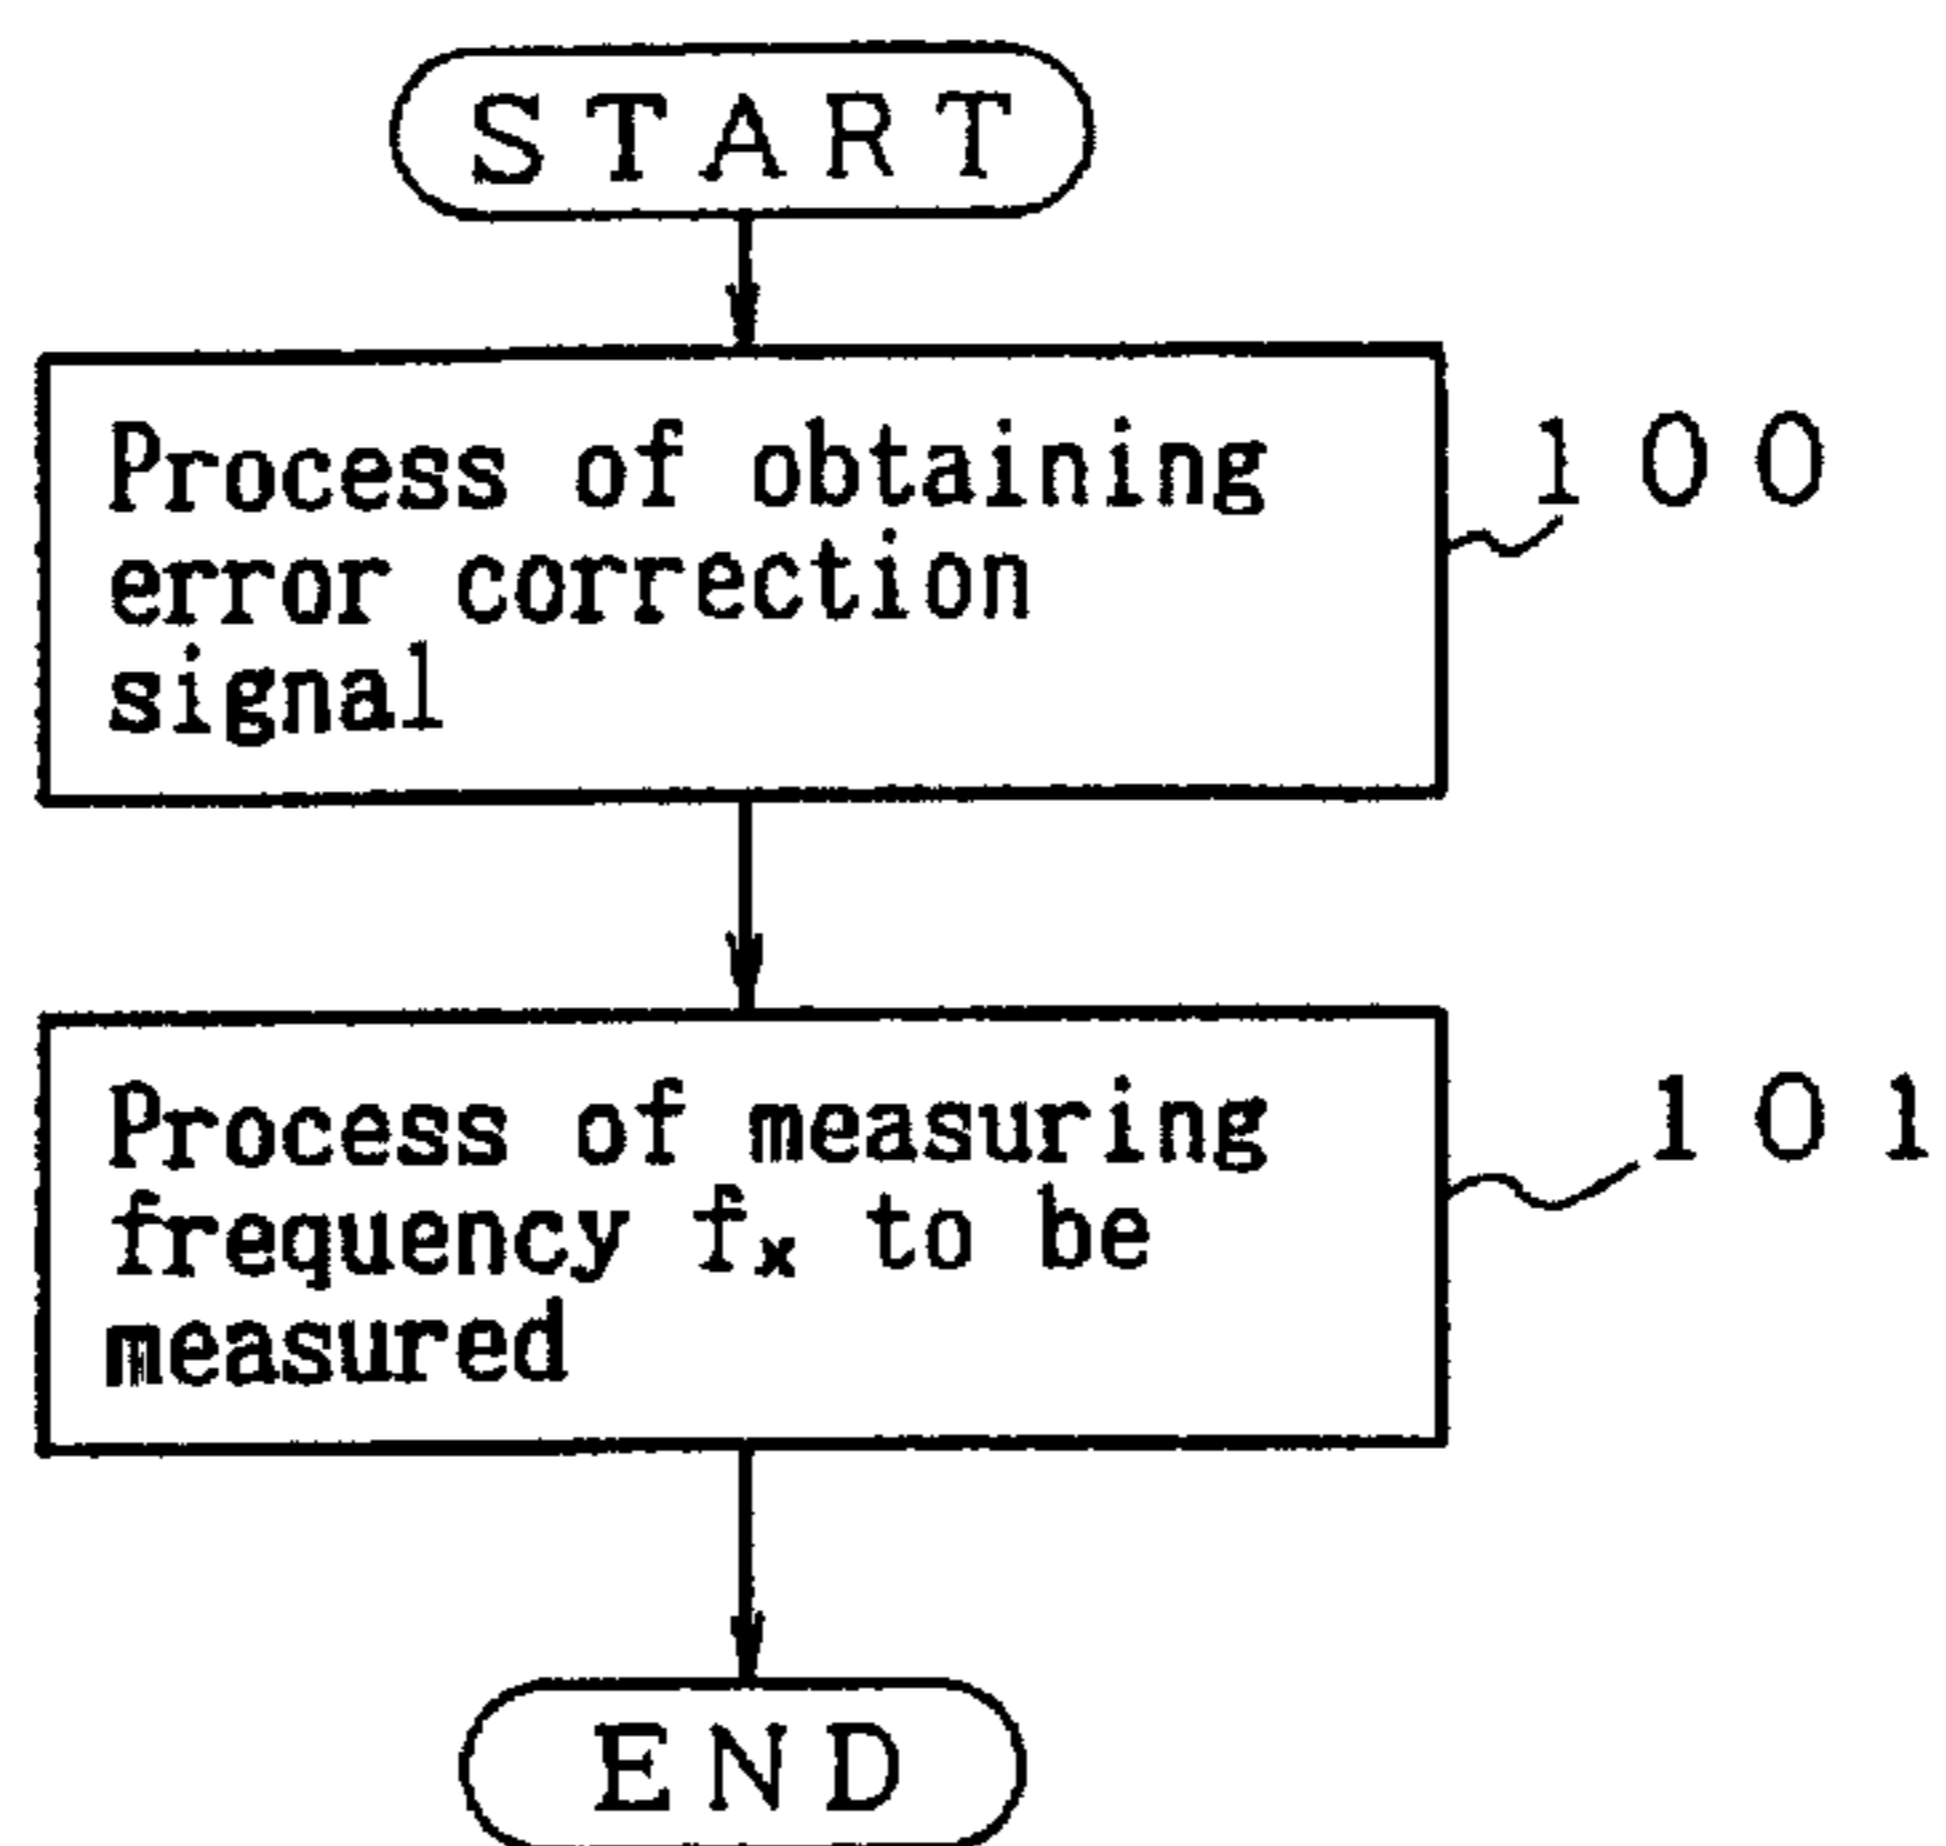 START
Process of obtaining
error correction
signal
100
Process of measuring
frequency fₓ to be
measured
101
END